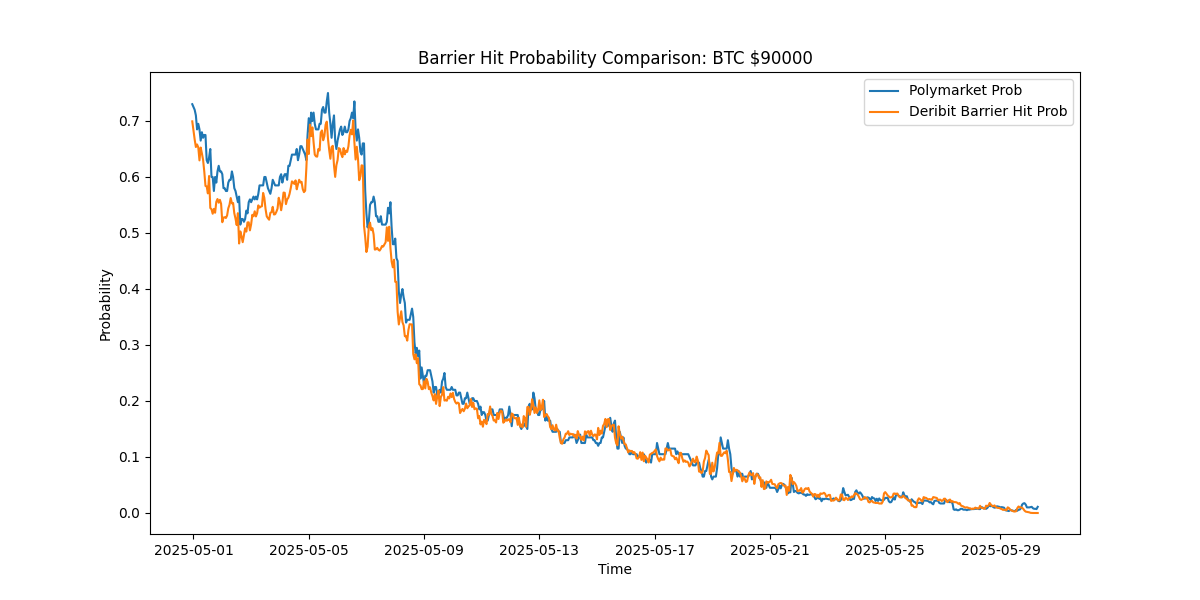 Barrier Hit Probability Comparison: BTC $90000
Polymarket Prob
Deribit Barrier Hit Prob
Probability
0.7
0.6
0.5
0.4
0.3
0.2
0.1
0.0
2025-05-01 2025-05-05 2025-05-09 2025-05-13 2025-05-17 2025-05-21 2025-05-25 2025-05-29
Time